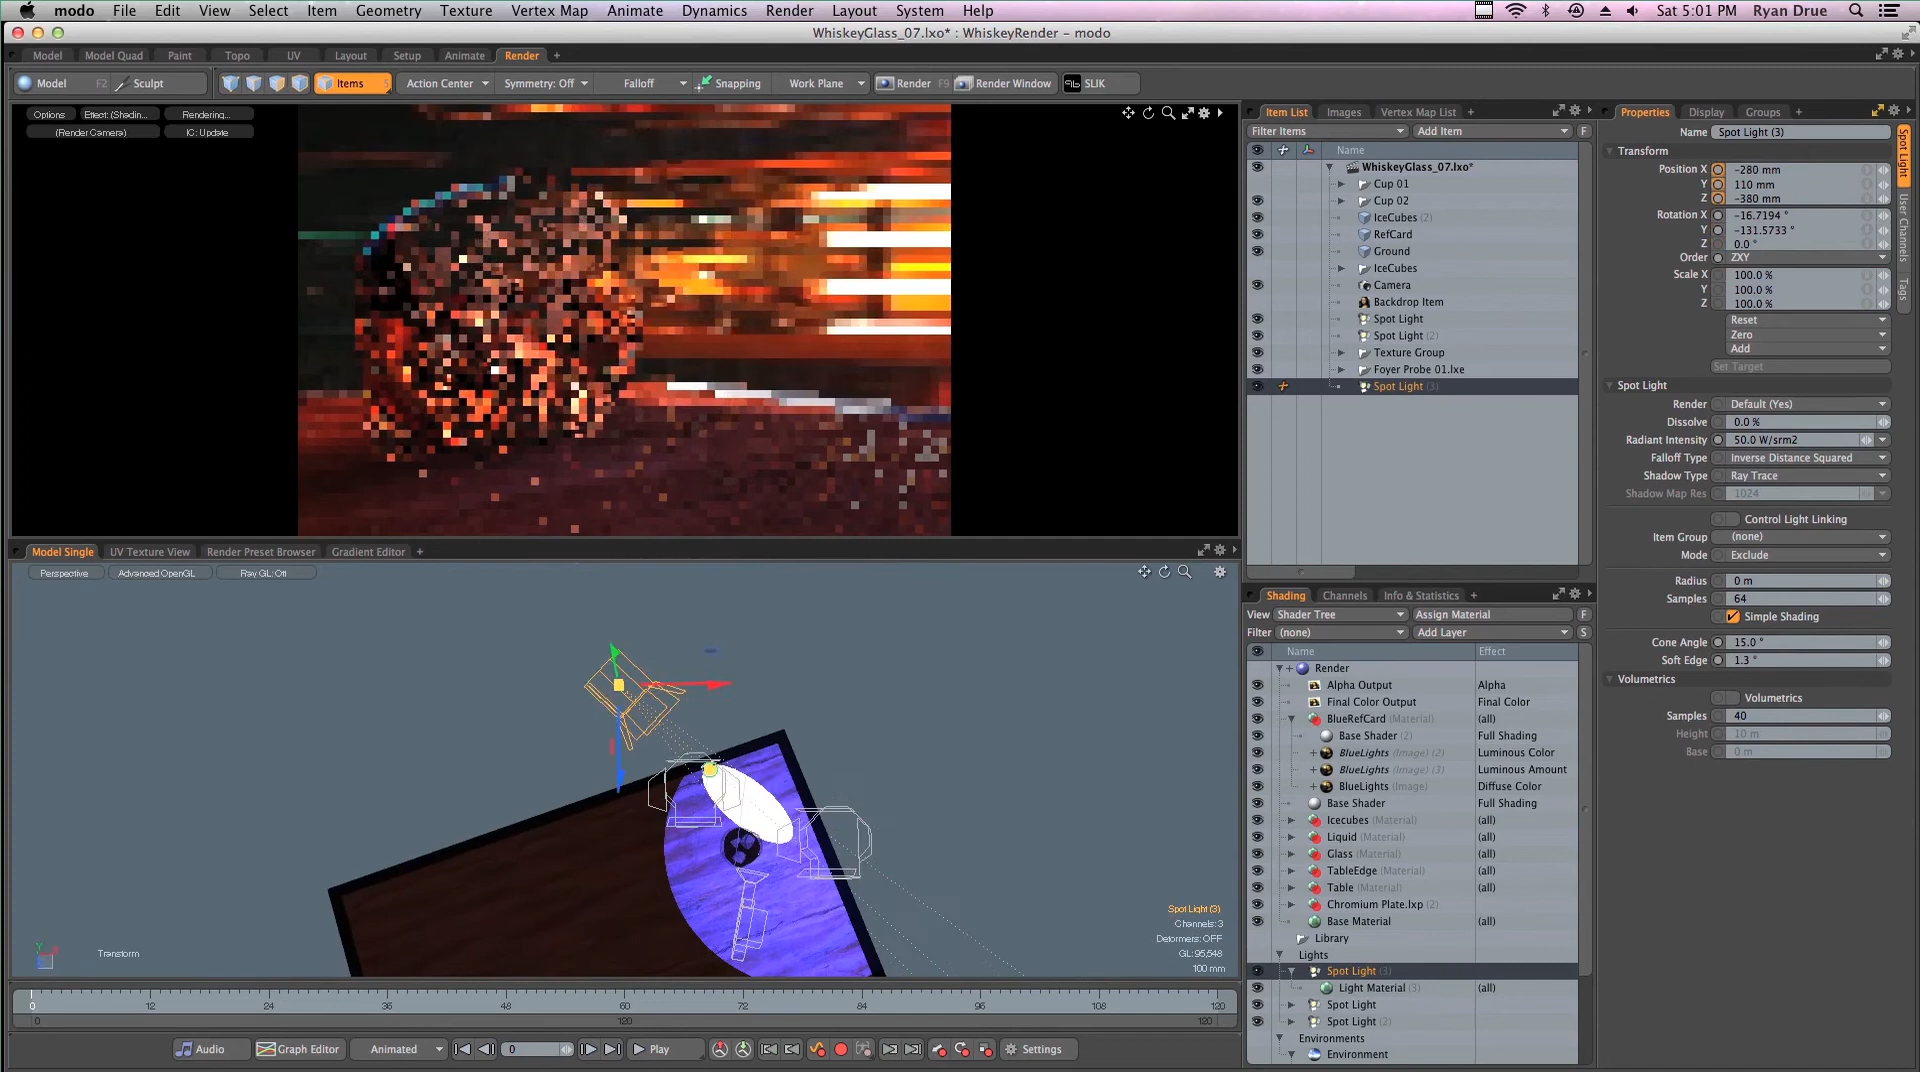 modo File Edit View Select Item Geometry Texture Vertex Map Animate Dynamics Render Layout System Help Sat 5:01 PM Ryan Drue
WhiskeyGlass_07.lxo* : WhiskeyRender - modo
Model Model Quad Paint Topo UV Layout Setup Animate Render +
Model F2 Sculpt Items 5 Action Center Symmetry: Off Falloff Snapping Work Plane Render F9 Render Window SLIK
Options Effect: (Shadin... Rendering...
(Render Camera) IC: Update
Item List Images Vertex Map List +
Filter Items Add Item F
Name
WhiskeyGlass_07.lxo*
Cup 01
Cup 02
IceCubes (2)
RefCard
Ground
IceCubes
Camera
Backdrop Item
Spot Light
Spot Light (2)
Texture Group
Foyer Probe 01.lxe
Spot Light (3)
Properties Display Groups +
Name Spot Light (3)
Transform
Position X -280 mm
Y 110 mm
Z -380 mm
Rotation X -16.7194 °
Y -131.5733 °
Z 0.0 °
Order ZXY
Scale X 100.0 %
Y 100.0 %
Z 100.0 %
Reset
Zero
Add
Set Target
Spot Light
Render Default (Yes)
Dissolve 0.0 %
Radiant Intensity 50.0 W/srm2
Falloff Type Inverse Distance Squared
Shadow Type Ray Trace
Shadow Map Res 1024
Control Light Linking
Item Group (none)
Mode Exclude
Radius 0 m
Samples 64
Simple Shading
Cone Angle 15.0 °
Soft Edge 1.3 °
Volumetrics
Volumetrics
Samples 40
Height 10 m
Base 0 m
Spot Light
User Channels
Tags
Model Single UV Texture View Render Preset Browser Gradient Editor +
Perspective Advanced OpenGL Ray GL: Off
Spot Light (3)
Channels: 3
Deformers: OFF
GL: 95,548
100 mm
Transform
Shading Channels Info & Statistics +
View Shader Tree Assign Material F
Filter (none) Add Layer S
Name Effect
Render
Alpha Output Alpha
Final Color Output Final Color
BlueRefCard (Material) (all)
Base Shader (2) Full Shading
BlueLights (Image) (2) Luminous Color
BlueLights (Image) (3) Luminous Amount
BlueLights (Image) Diffuse Color
Base Shader Full Shading
Icecubes (Material) (all)
Liquid (Material) (all)
Glass (Material) (all)
TableEdge (Material) (all)
Table (Material) (all)
Chromium Plate.lxp (2)
Base Material (all)
Library
Lights
Spot Light (3)
Light Material (3) (all)
Spot Light
Spot Light (2)
Environments
Environment
0 12 24 36 48 60 72 84 96 108 120
0 120 120
Audio Graph Editor Animated 0 Play Settings